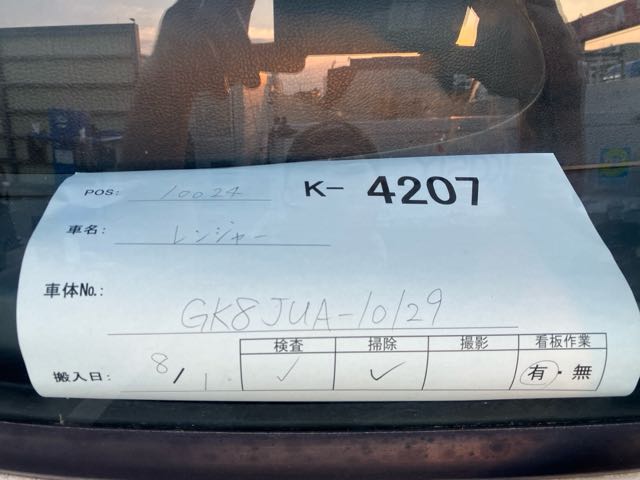 POS: 10024 K- 4207
車名: レンジャー
車体No.: GK8JUA-10129
検査 掃除 撮影 看板作業
搬入日: 8/1 ✓ ✓ 有・無